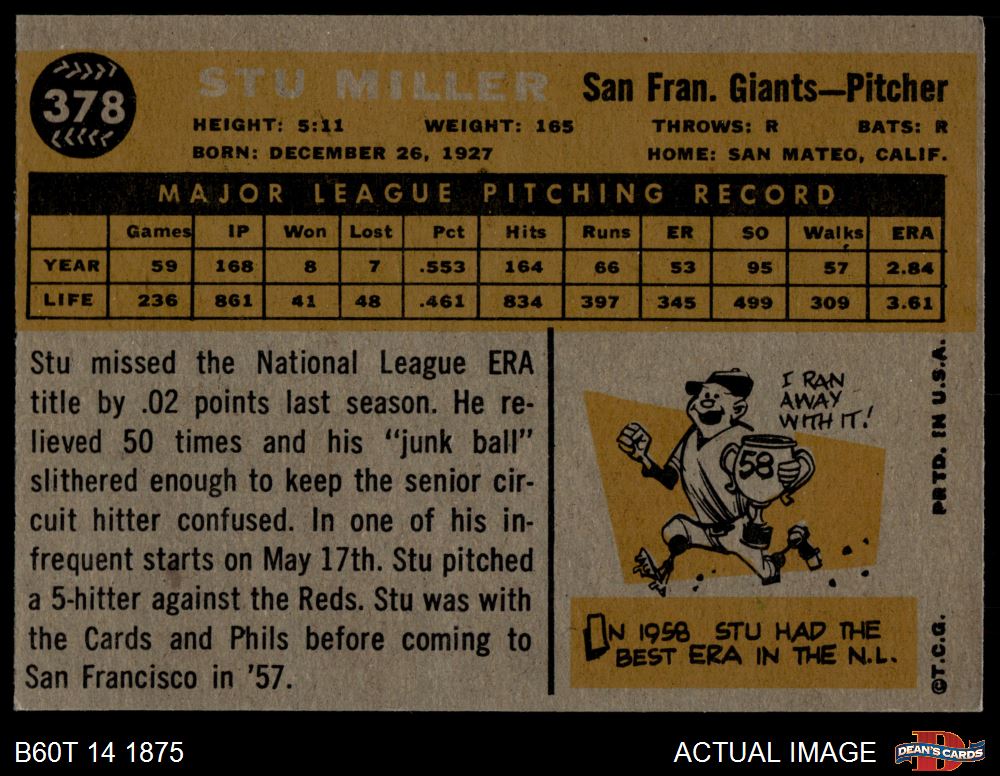 378
STU MILLER
San Fran. Giants—Pitcher
HEIGHT: 5:11 WEIGHT: 165 THROWS: R BATS: R
BORN: DECEMBER 26, 1927 HOME: SAN MATEO, CALIF.
MAJOR LEAGUE PITCHING RECORD
Games IP Won Lost Pct Hits Runs ER SO Walks ERA
YEAR 59 168 8 7 .553 164 66 53 95 57 2.84
LIFE 236 861 41 48 .461 834 397 345 499 309 3.61
Stu missed the National League ERA
title by .02 points last season. He re-
lieved 50 times and his "junk ball"
slithered enough to keep the senior cir-
cuit hitter confused. In one of his in-
frequent starts on May 17th. Stu pitched
a 5-hitter against the Reds. Stu was with
the Cards and Phils before coming to
San Francisco in '57.
I RAN
AWAY
WITH IT!
58
IN 1958 STU HAD THE
BEST ERA IN THE N.L.
©T.C.G. PRTD. IN U.S.A.
B60T 14 1875
ACTUAL IMAGE
D
DEAN'S CARDS